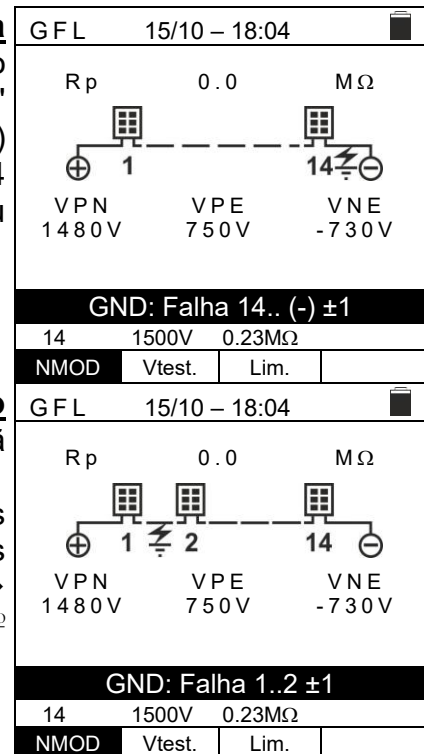 GFL 15/10 – 18:04
Rp 0.0 MΩ
1 14
VPN VPE VNE
1480V 750V -730V
GND: Falha 14.. (-) ±1
14 1500V 0.23MΩ
NMOD Vtest. Lim.
GFL 15/10 – 18:04
Rp 0.0 MΩ
1 2 14
VPN VPE VNE
1480V 750V -730V
GND: Falha 1..2 ±1
14 1500V 0.23MΩ
NMOD Vtest. Lim.